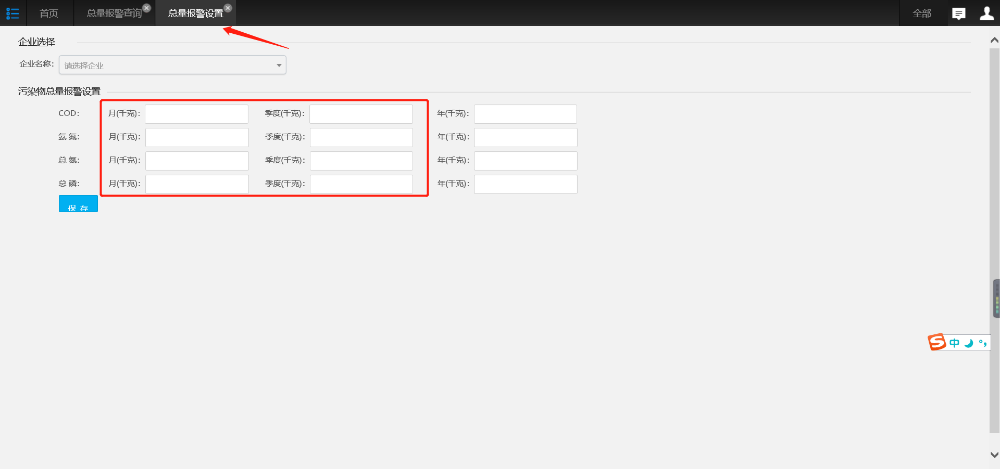 首页 总量报警查询 总量报警设置 全部
企业选择
企业名称： 请选择企业
污染物总量报警设置
COD： 月(千克)： 季度(千克)： 年(千克)：
氨 氮： 月(千克)： 季度(千克)： 年(千克)：
总 氮： 月(千克)： 季度(千克)： 年(千克)：
总 磷： 月(千克)： 季度(千克)： 年(千克)：
保 存
S 中 °,